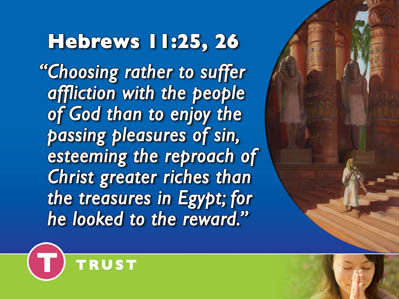 Hebrews 11:25, 26
“Choosing rather to suffer
affliction with the people
of God than to enjoy the
passing pleasures of sin,
esteeming the reproach of
Christ greater riches than
the treasures in Egypt; for
he looked to the reward.”
T TRUST